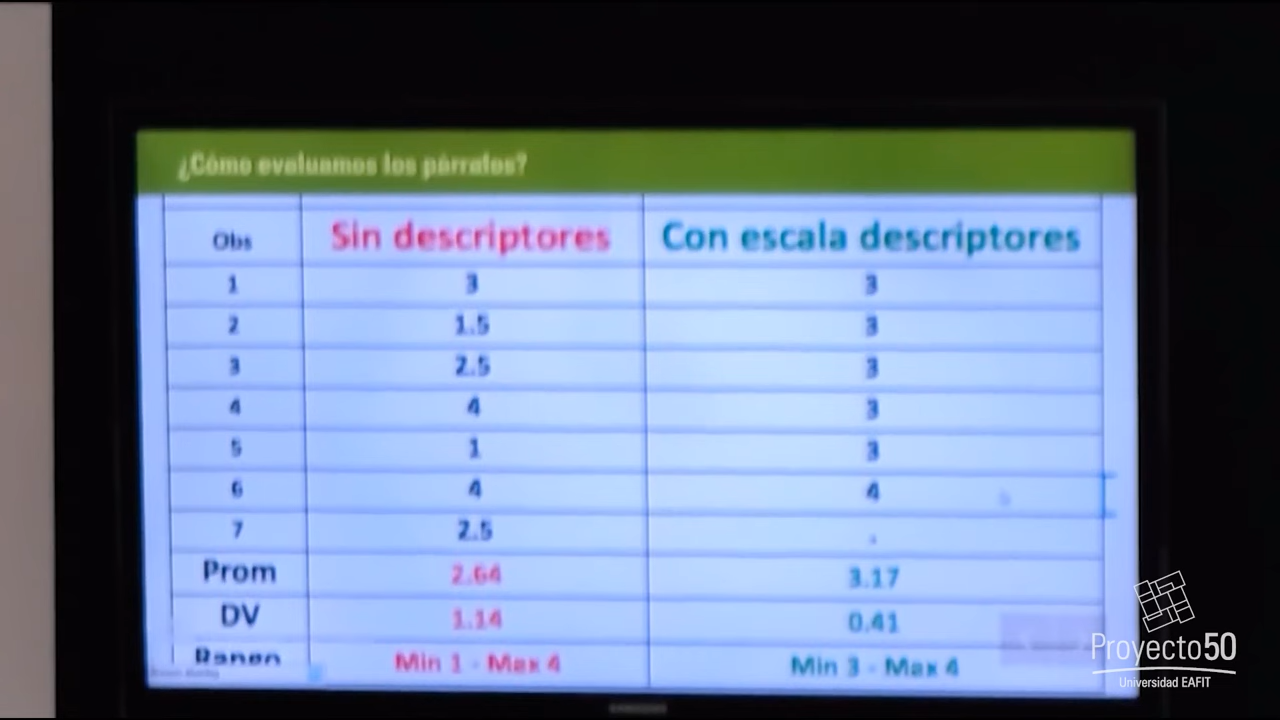 ¿Cómo evaluamos los párrafos?
Obs Sin descriptores Con escala descriptores
1 3 3
2 1.5 3
3 2.5 3
4 4 3
5 1 3
6 4 4
7 2.5 .
Prom 2.64 3.17
DV 1.14 0.41
Rango Min 1 - Max 4 Min 3 - Max 4
Proyecto50
Universidad EAFIT